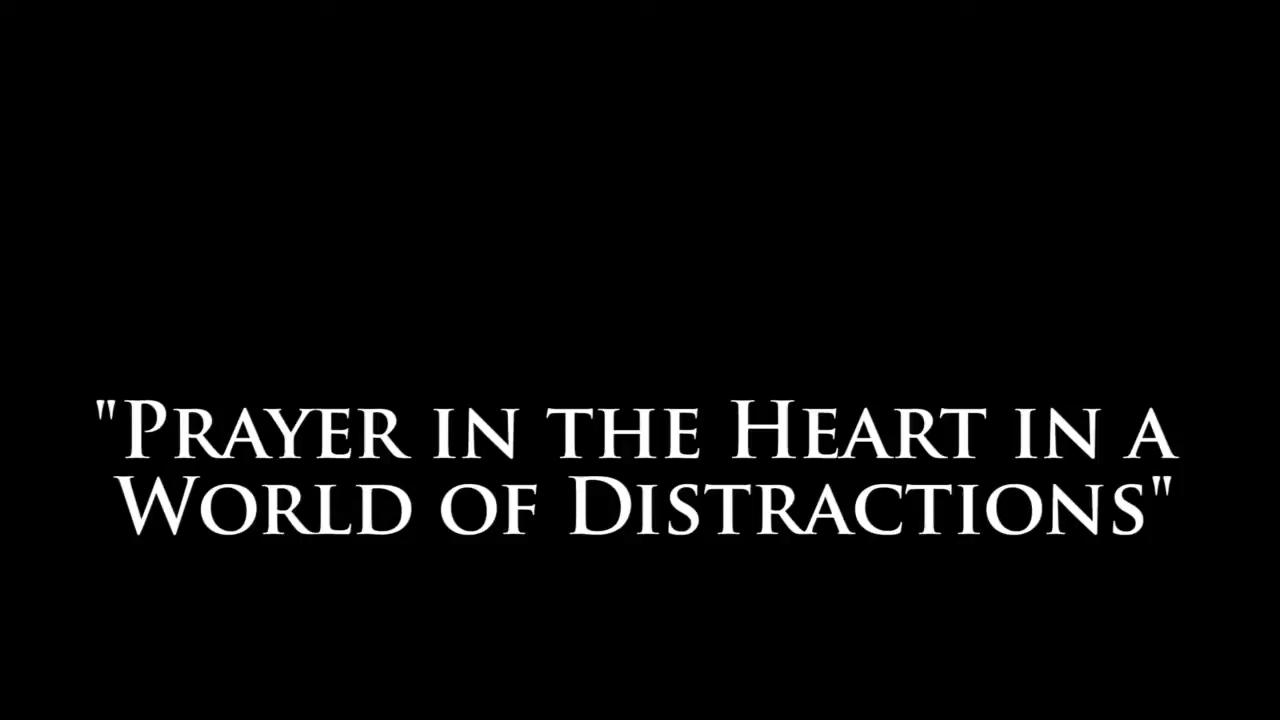 "Prayer in the Heart in a
World of Distractions"